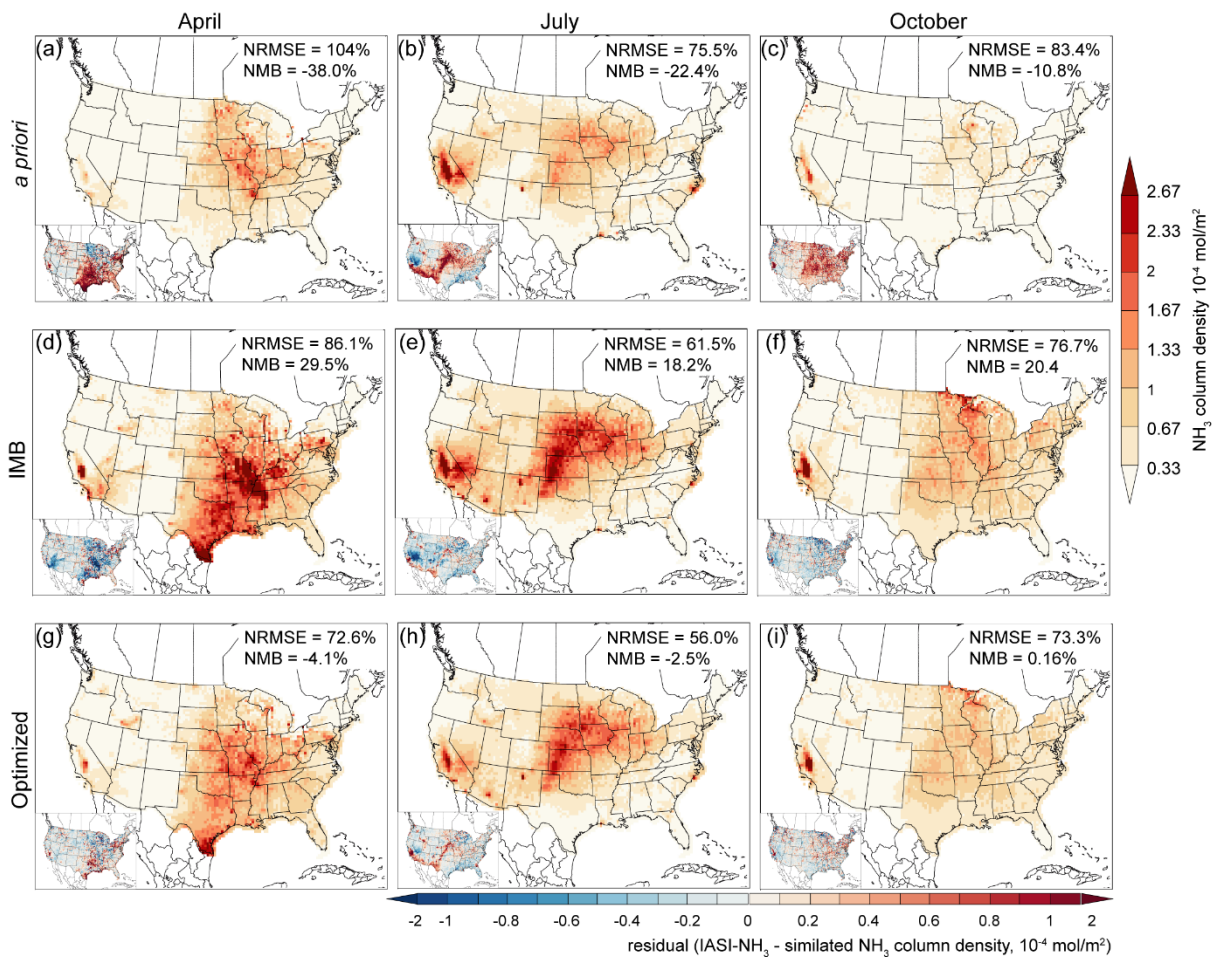 April
July
October
a priori
(a)
NRMSE = 104%
NMB = -38.0%
(b)
NRMSE = 75.5%
NMB = -22.4%
(c)
NRMSE = 83.4%
NMB = -10.8%
IMB
(d)
NRMSE = 86.1%
NMB = 29.5%
(e)
NRMSE = 61.5%
NMB = 18.2%
(f)
NRMSE = 76.7%
NMB = 20.4
Optimized
(g)
NRMSE = 72.6%
NMB = -4.1%
(h)
NRMSE = 56.0%
NMB = -2.5%
(i)
NRMSE = 73.3%
NMB = 0.16%
2.67
2.33
2
1.67
1.33
1
0.67
0.33
NH₃ column density 10⁻⁴ mol/m²
-2 -1 -0.8 -0.6 -0.4 -0.2 0 0.2 0.4 0.6 0.8 1 2
residual (IASI-NH₃ - similated NH₃ column density, 10⁻⁴ mol/m²)